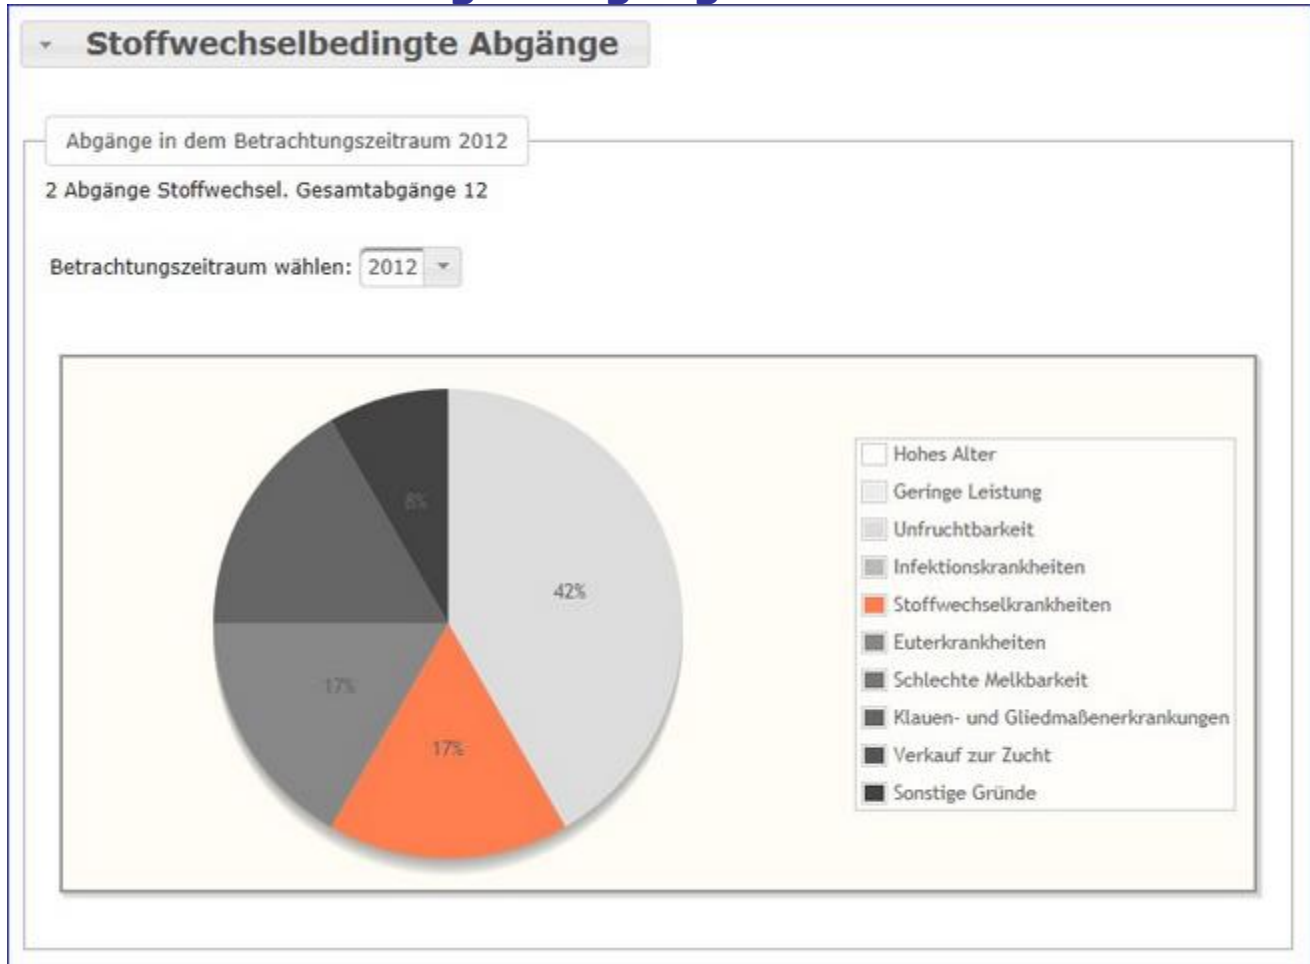 Stoffwechselbedingte Abgänge
Abgänge in dem Betrachtungszeitraum 2012
2 Abgänge Stoffwechsel. Gesamtabgänge 12
Betrachtungszeitraum wählen: 2012
8%
42%
17%
17%
Hohes Alter
Geringe Leistung
Unfruchtbarkeit
Infektionskrankheiten
Stoffwechselkrankheiten
Euterkrankheiten
Schlechte Melkbarkeit
Klauen- und Gliedmaßenerkrankungen
Verkauf zur Zucht
Sonstige Gründe